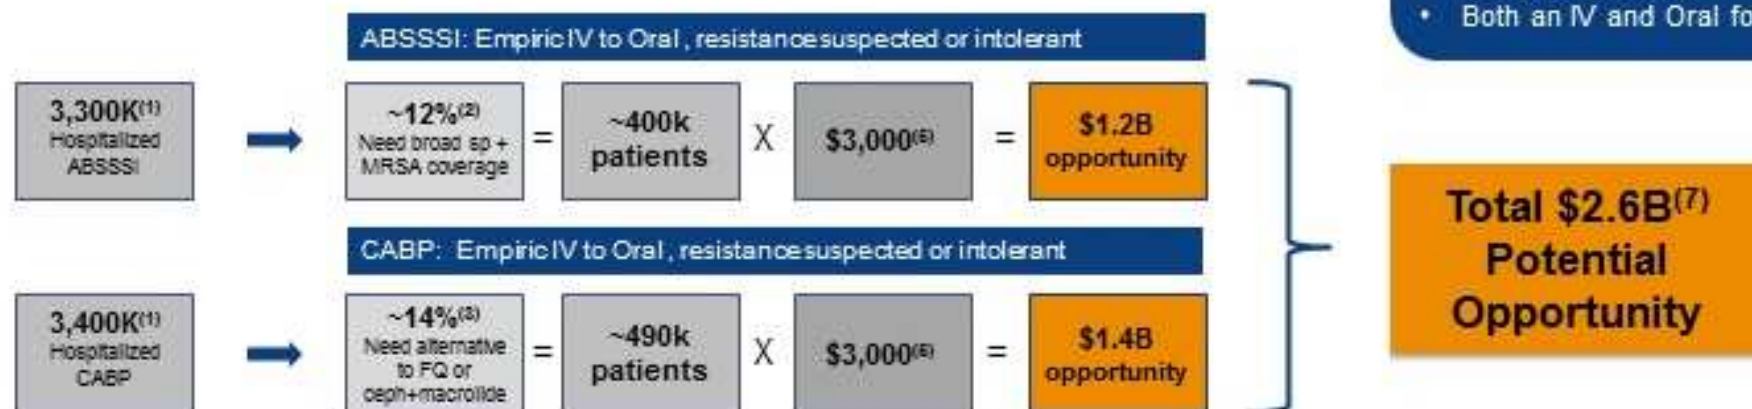 • Both an IV and Oral fo
ABSSSI: Empiric IV to Oral, resistance suspected or intolerant
3,300K(1)
Hospitalized
ABSSSI
~12%(2)
Need broad sp +
MRSA coverage
=
~400k
patients
X
$3,000(6)
=
$1.2B
opportunity
CABP: Empiric IV to Oral, resistance suspected or intolerant
3,400K(1)
Hospitalized
CABP
~14%(3)
Need alternative
to FQ or
ceph+macrolide
=
~490k
patients
X
$3,000(6)
=
$1.4B
opportunity
Total $2.6B(7)
Potential
Opportunity